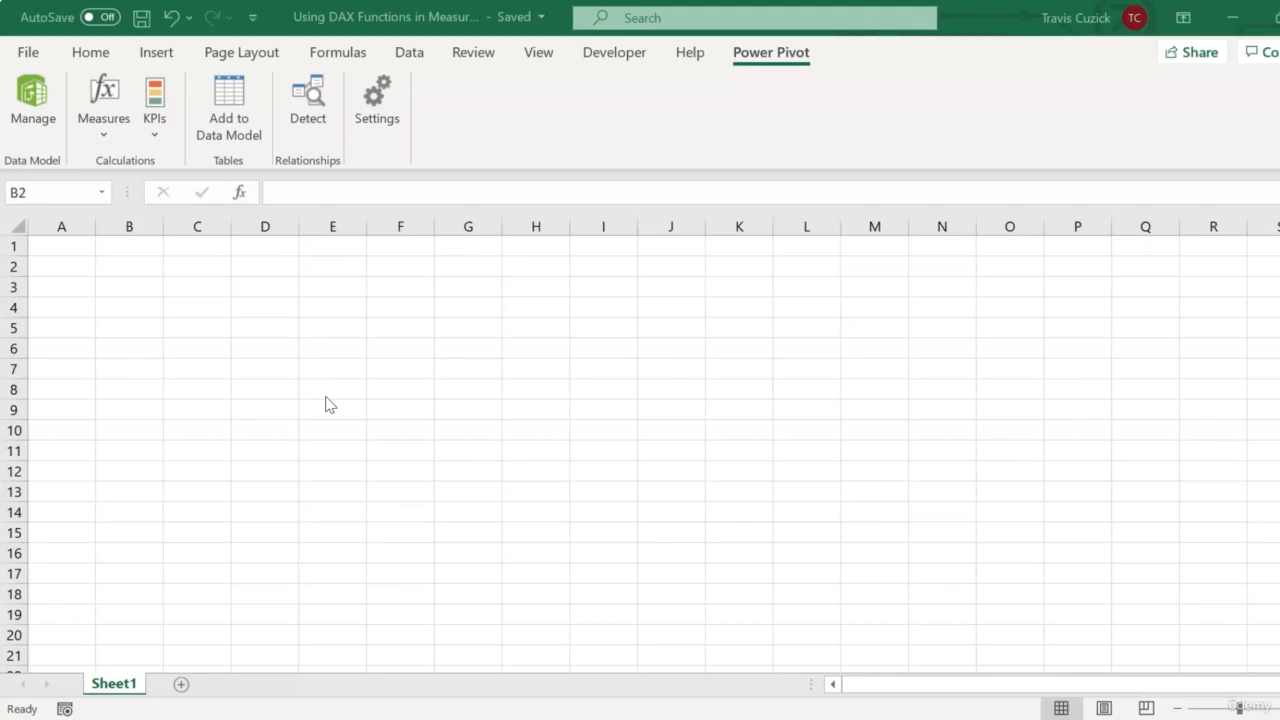 AutoSave Off Using DAX Functions in Measur... - Saved Search Travis Cuzick TC
File Home Insert Page Layout Formulas Data Review View Developer Help Power Pivot Share Co
Manage Measures KPIs Add to Data Model Detect Settings
Data Model Calculations Tables Relationships
B2 fx
A B C D E F G H I J K L M N O P Q R S
1
2
3
4
5
6
7
8
9
10
11
12
13
14
15
16
17
18
19
20
21
Sheet1
Ready
ûdemy